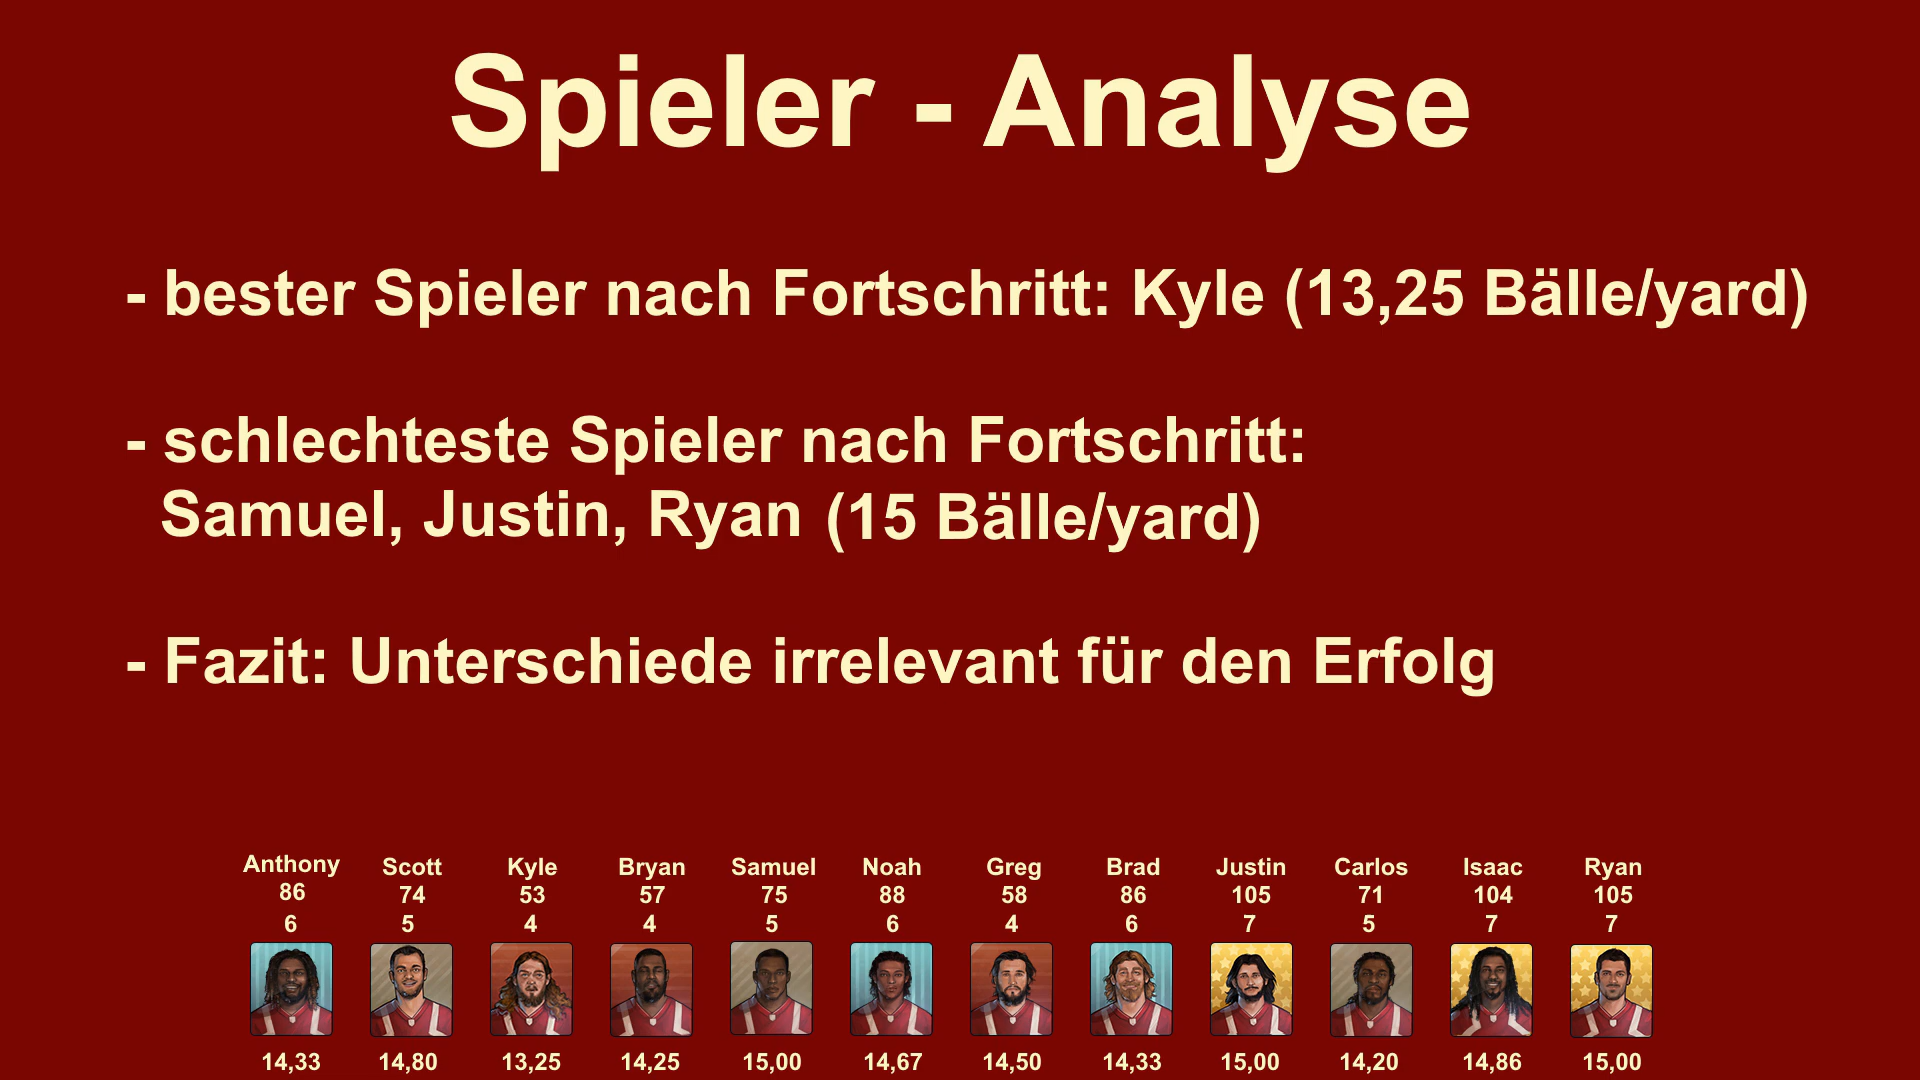 Spieler - Analyse
- bester Spieler nach Fortschritt: Kyle (13,25 Bälle/yard)
- schlechteste Spieler nach Fortschritt:
Samuel, Justin, Ryan (15 Bälle/yard)
- Fazit: Unterschiede irrelevant für den Erfolg
Anthony Scott Kyle Bryan Samuel Noah Greg Brad Justin Carlos Isaac Ryan
86 74 53 57 75 88 58 86 105 71 104 105
6 5 4 4 5 6 4 6 7 5 7 7
14,33 14,80 13,25 14,25 15,00 14,67 14,50 14,33 15,00 14,20 14,86 15,00